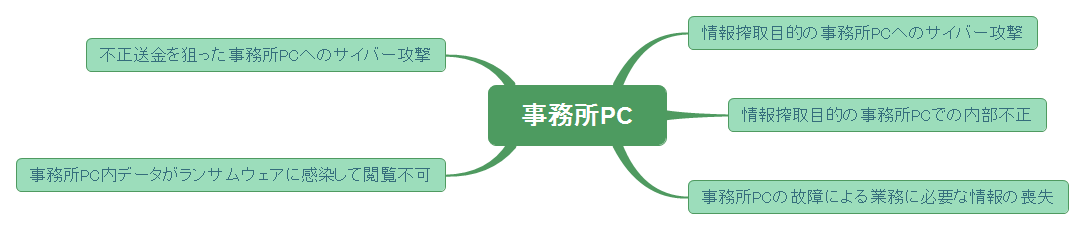 情報搾取目的の事務所PCへのサイバー攻撃
不正送金を狙った事務所PCへのサイバー攻撃
事務所PC
情報搾取目的の事務所PCでの内部不正
事務所PC内データがランサムウェアに感染して閲覧不可
事務所PCの故障による業務に必要な情報の喪失